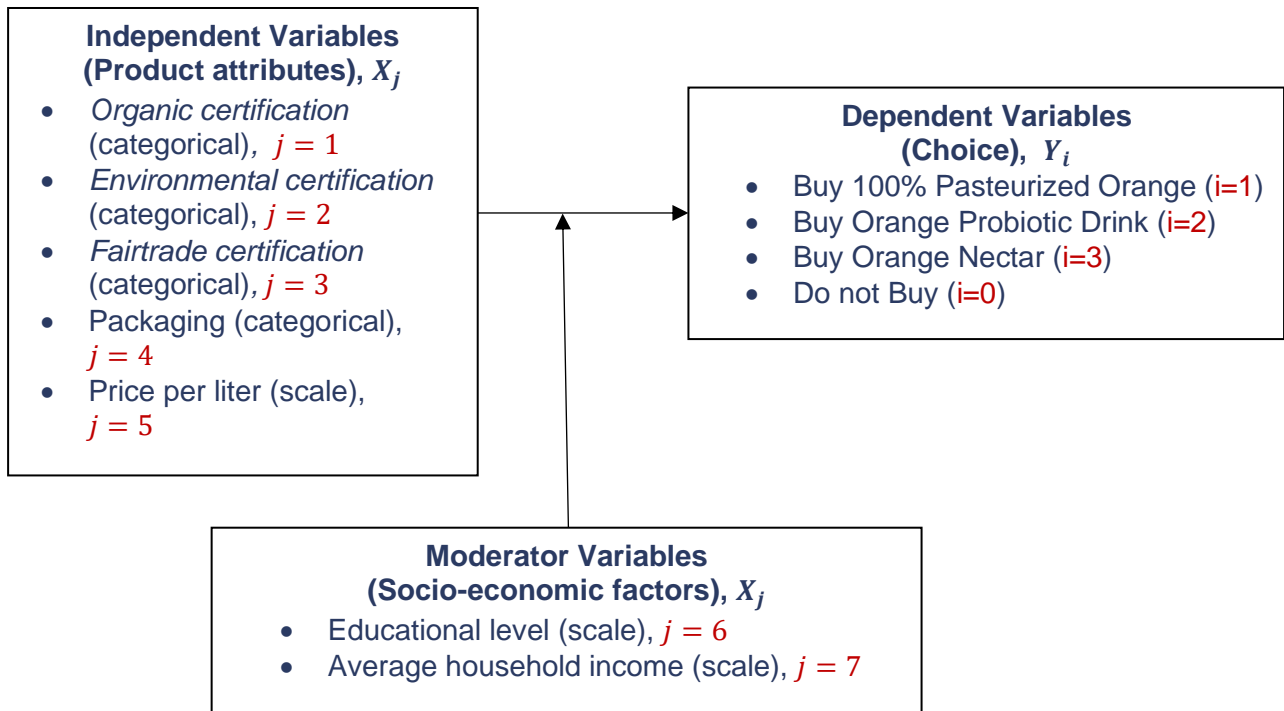 Independent Variables
(Product attributes), Xⱼ
• Organic certification
(categorical), j = 1
• Environmental certification
(categorical), j = 2
• Fairtrade certification
(categorical), j = 3
• Packaging (categorical),
j = 4
• Price per liter (scale),
j = 5
Dependent Variables
(Choice), Yᵢ
• Buy 100% Pasteurized Orange (i=1)
• Buy Orange Probiotic Drink (i=2)
• Buy Orange Nectar (i=3)
• Do not Buy (i=0)
Moderator Variables
(Socio-economic factors), Xⱼ
• Educational level (scale), j = 6
• Average household income (scale), j = 7